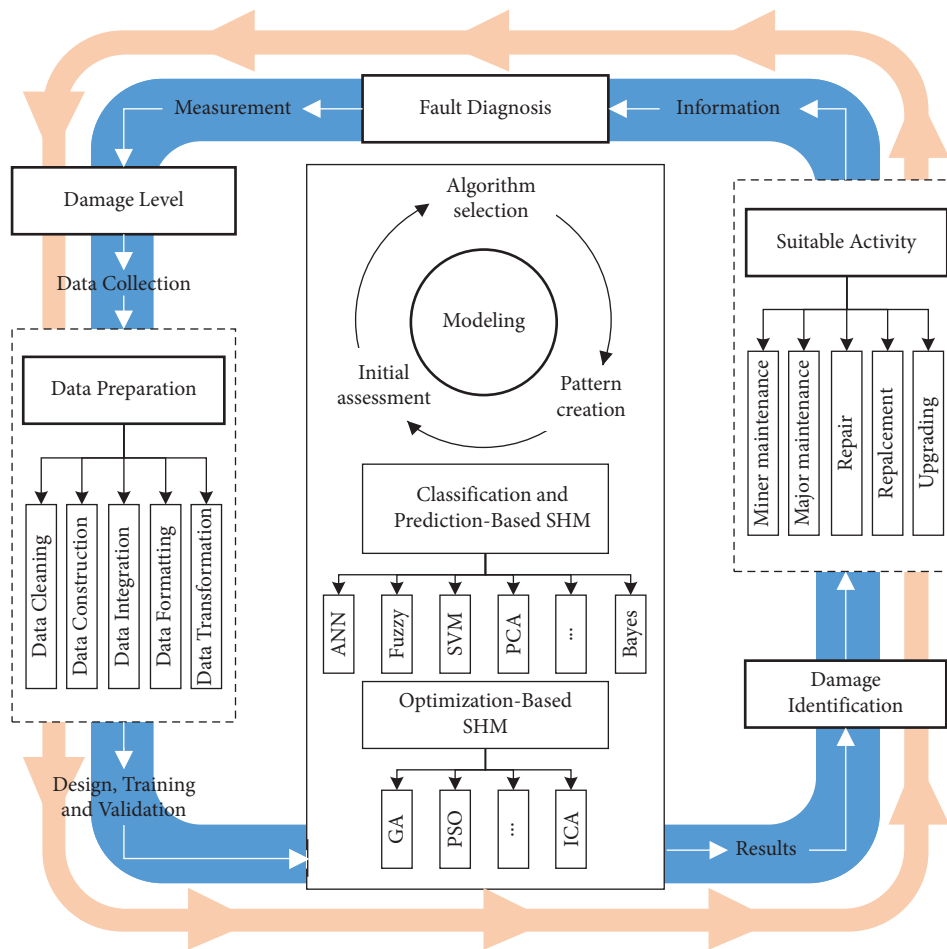 Measurement
Fault Diagnosis
Information
Damage Level
Data Collection
Data Preparation
Data Cleaning
Data Construction
Data Integration
Data Formatting
Data Transformation
Design, Training
and Validation
Algorithm
selection
Modeling
Initial
assessment
Pattern
creation
Classification and
Prediction-Based SHM
ANN
Fuzzy
SVM
PCA
...
Bayes
Optimization-Based
SHM
GA
PSO
...
ICA
Suitable Activity
Miner maintenance
Major maintenance
Repair
Repalcement
Upgrading
Damage
Identification
Results